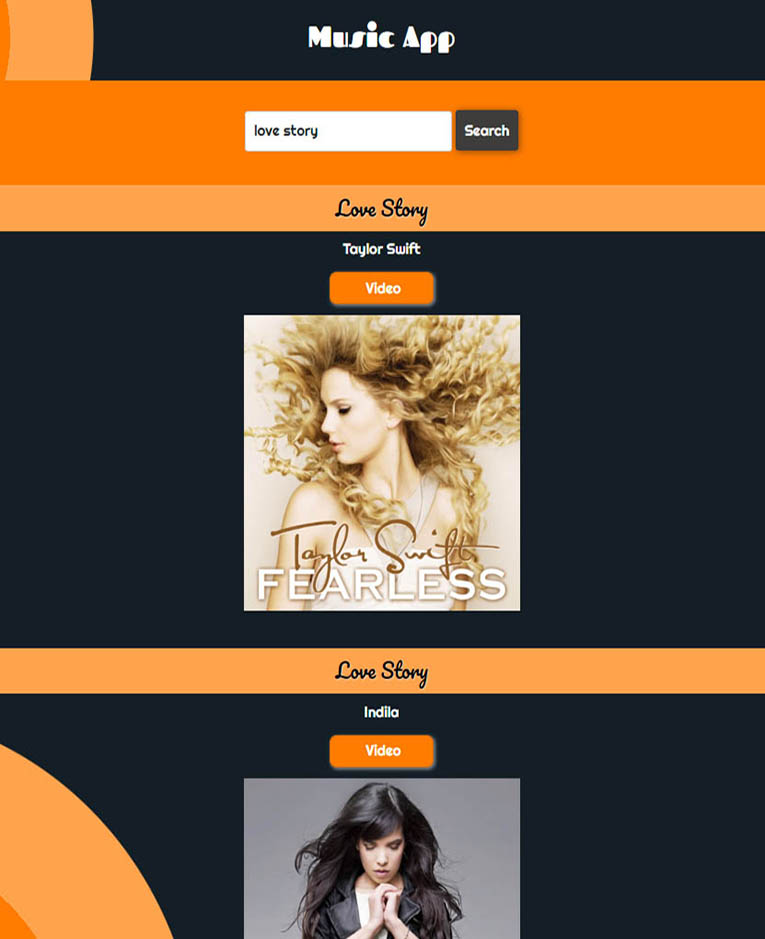 Music App
love story
Search
Love Story
Taylor Swift
Video
Taylor Swift
FEARLESS
Love Story
Indila
Video